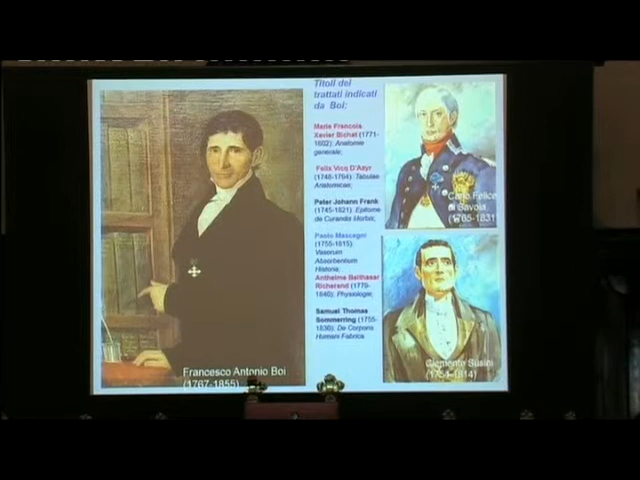 Titoli dei
trattati indicati
da Boi:
Marie Francois
Xavier Bichat (1771-
1802): Anatomie
generale;
Felix Vicq D'Azyr
(1748-1794): Tabulae
Anatomicae;
Peter Johann Frank
(1745-1821): Epitome
de Curandis Morbis;
Paolo Mascagni
(1755-1815):
Vasorum
Absorbentium
Historia;
Anthelme Balthasar
Richerand (1779-
1840): Physiologie;
Samuel Thomas
Sommerring (1755-
1830): De Corporis
Humani Fabrica.
Francesco Antonio Boi
(1767-1855)
Carlo Felice
di Savoia
(1765-1831
Clemente Susini
(1754-1814)